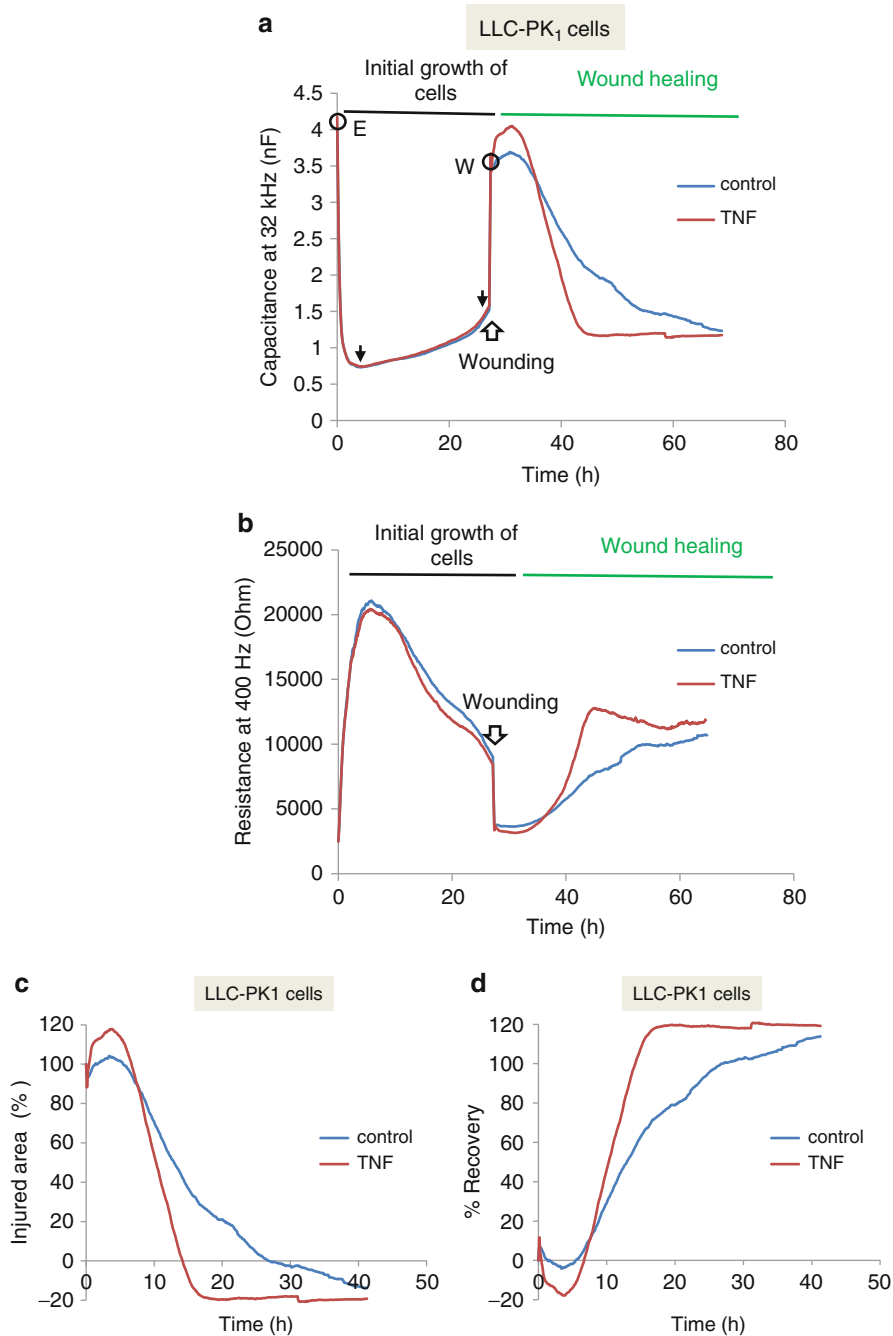 a
LLC-PK1 cells
Initial growth of
cells
Wound healing
4.5
4
3.5
3
2.5
2
1.5
1
0.5
0
Capacitance at 32 kHz (nF)
E
W
control
TNF
Wounding
0
20
40
60
80
Time (h)
b
Initial growth of
cells
Wound healing
25000
20000
15000
10000
5000
0
Resistance at 400 Hz (Ohm)
control
TNF
Wounding
0
20
40
60
80
Time (h)
c
LLC-PK1 cells
120
100
80
60
40
20
0
−20
Injured area (%)
control
TNF
0
10
20
30
40
50
Time (h)
d
LLC-PK1 cells
120
100
80
60
40
20
0
−20
% Recovery
control
TNF
0
10
20
30
40
50
Time (h)